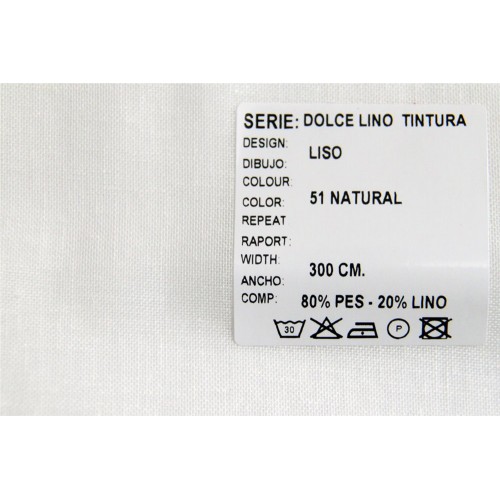 SERIE: DOLCE LINO TINTURA
DESIGN:
DIBUJO: LISO
COLOUR:
COLOR: 51 NATURAL
REPEAT
RAPORT:
WIDTH:
ANCHO: 300 CM.
COMP: 80% PES - 20% LINO
30 P